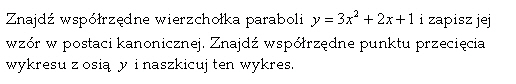 Znajdź współrzędne wierzchołka paraboli y = 3x² + 2x + 1 i zapisz jej
wzór w postaci kanonicznej. Znajdź współrzędne punktu przecięcia
wykresu z osią y i naszkicuj ten wykres.